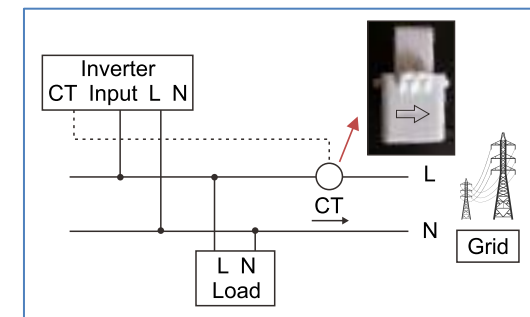 Inverter
CT Input L N
L
CT
N
Grid
L N
Load